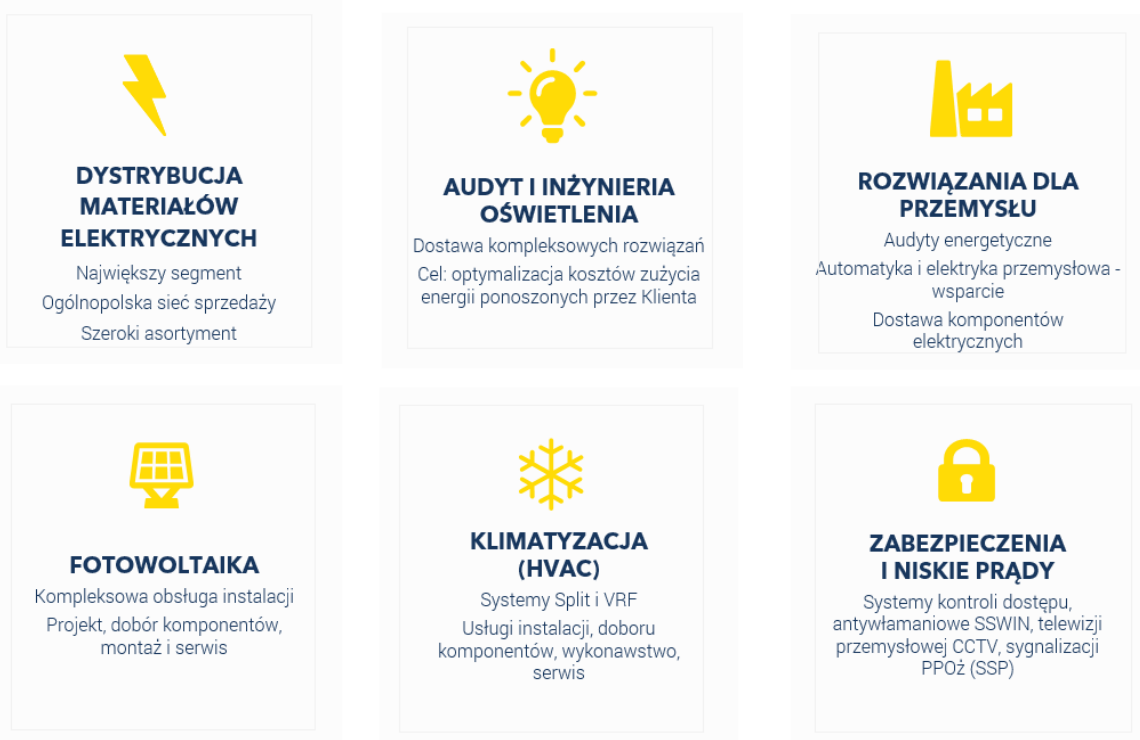 DYSTRYBUCJA
MATERIAŁÓW
ELEKTRYCZNYCH
Największy segment
Ogólnopolska sieć sprzedaży
Szeroki asortyment
AUDYT I INŻYNIERIA
OŚWIETLENIA
Dostawa kompleksowych rozwiązań
Cel: optymalizacja kosztów zużycia
energii ponoszonych przez Klienta
ROZWIĄZANIA DLA
PRZEMYSŁU
Audyty energetyczne
Automatyka i elektryka przemysłowa -
wsparcie
Dostawa komponentów
elektrycznych
FOTOWOLTAIKA
Kompleksowa obsługa instalacji
Projekt, dobór komponentów,
montaż i serwis
KLIMATYZACJA
(HVAC)
Systemy Split i VRF
Usługi instalacji, doboru
komponentów, wykonawstwo,
serwis
ZABEZPIECZENIA
I NISKIE PRĄDY
Systemy kontroli dostępu,
antywłamaniowe SSWIN, telewizji
przemysłowej CCTV, sygnalizacji
PPOż (SSP)